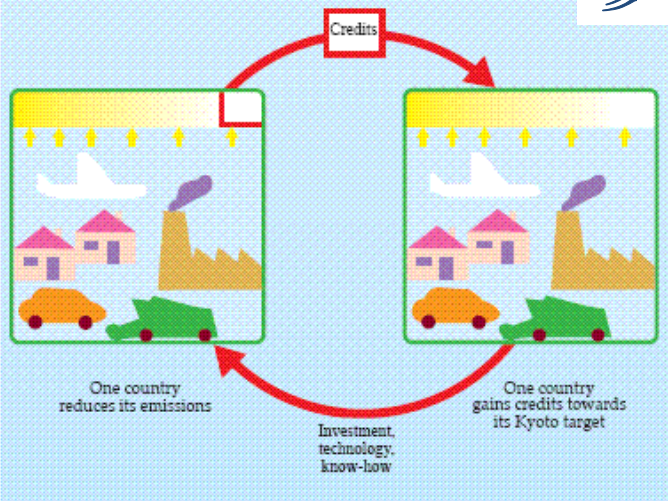 Credits
One country
reduces its emissions
One country
gains credits towards
its Kyoto target
Investment,
technology,
know-how